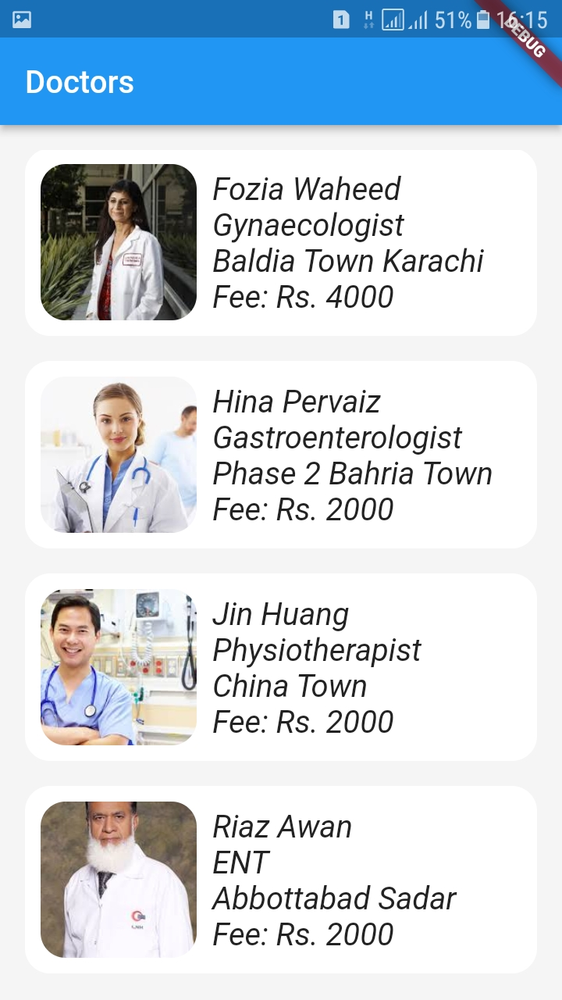 1 H 51% 16:15
DEBUG
Doctors
Fozia Waheed
Gynaecologist
Baldia Town Karachi
Fee: Rs. 4000
Hina Pervaiz
Gastroenterologist
Phase 2 Bahria Town
Fee: Rs. 2000
Jin Huang
Physiotherapist
China Town
Fee: Rs. 2000
Riaz Awan
ENT
Abbottabad Sadar
Fee: Rs. 2000